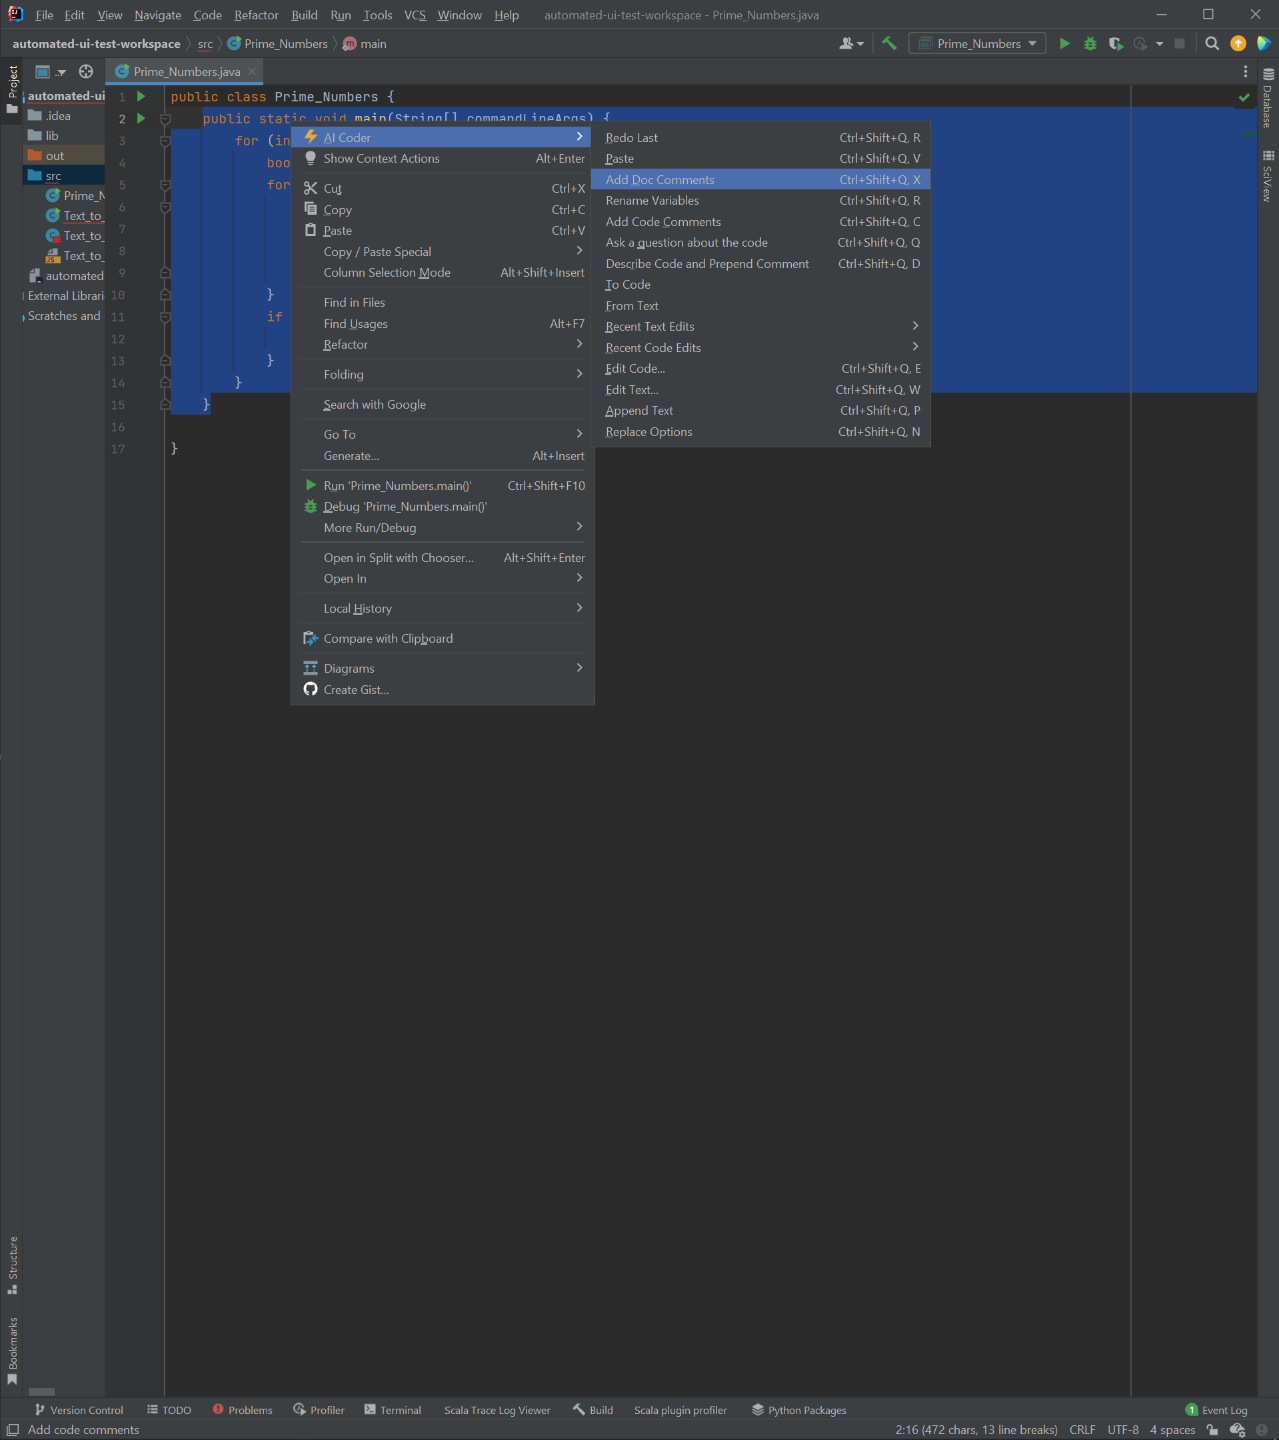 File Edit View Navigate Code Refactor Build Run Tools VCS Window Help automated-ui-test-workspace - Prime_Numbers.java
automated-ui-test-workspace src Prime_Numbers main Prime_Numbers
Project
Prime_Numbers.java
automated-ui
.idea
lib
out
src
Prime_N
Text_to_
Text_to_
Text_to_
automated
External Librari
Scratches and
1 public class Prime_Numbers {
2 public static void main(String[] commandLineArgs) {
3 for (in
4 boo
5 for
6
7
8
9
10 }
11 if
12
13 }
14 }
15 }
16
17 }
AI Coder
Show Context Actions Alt+Enter
Cut Ctrl+X
Copy Ctrl+C
Paste Ctrl+V
Copy / Paste Special
Column Selection Mode Alt+Shift+Insert
Find in Files
Find Usages Alt+F7
Refactor
Folding
Search with Google
Go To
Generate... Alt+Insert
Run 'Prime_Numbers.main()' Ctrl+Shift+F10
Debug 'Prime_Numbers.main()'
More Run/Debug
Open in Split with Chooser... Alt+Shift+Enter
Open In
Local History
Compare with Clipboard
Diagrams
Create Gist...
Redo Last Ctrl+Shift+Q, R
Paste Ctrl+Shift+Q, V
Add Doc Comments Ctrl+Shift+Q, X
Rename Variables Ctrl+Shift+Q, R
Add Code Comments Ctrl+Shift+Q, C
Ask a question about the code Ctrl+Shift+Q, Q
Describe Code and Prepend Comment Ctrl+Shift+Q, D
To Code
From Text
Recent Text Edits
Recent Code Edits
Edit Code... Ctrl+Shift+Q, E
Edit Text... Ctrl+Shift+Q, W
Append Text Ctrl+Shift+Q, P
Replace Options Ctrl+Shift+Q, N
Database
SciView
Structure
Bookmarks
Version Control TODO Problems Profiler Terminal Scala Trace Log Viewer Build Scala plugin profiler Python Packages 1 Event Log
Add code comments 2:16 (472 chars, 13 line breaks) CRLF UTF-8 4 spaces